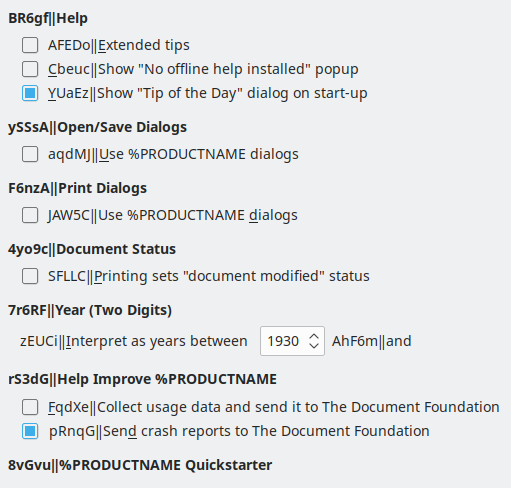 BR6gf||Help
AFEDo||Extended tips
Cbeuc||Show "No offline help installed" popup
YUaEz||Show "Tip of the Day" dialog on start-up
ySSsA||Open/Save Dialogs
aqdMJ||Use %PRODUCTNAME dialogs
F6nzA||Print Dialogs
JAW5C||Use %PRODUCTNAME dialogs
4yo9c||Document Status
SFLLC||Printing sets "document modified" status
7r6RF||Year (Two Digits)
zEUCi||Interpret as years between 1930 AhF6m||and
rS3dG||Help Improve %PRODUCTNAME
FqdXe||Collect usage data and send it to The Document Foundation
pRnqG||Send crash reports to The Document Foundation
8vGvu||%PRODUCTNAME Quickstarter